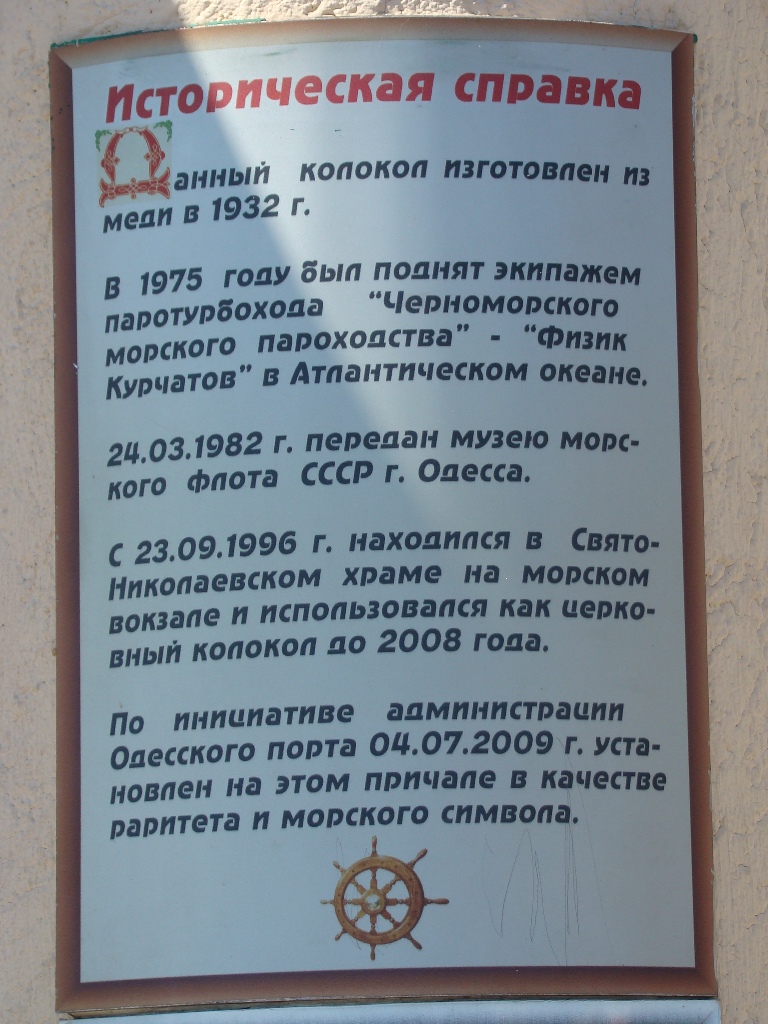 Историческая справка
Данный колокол изготовлен из
меди в 1932 г.
В 1975 году был поднят экипажем
паротурбохода "Черноморского
морского пароходства" - "Физик
Курчатов" в Атлантическом океане.
24.03.1982 г. передан музею морс-
кого флота СССР г. Одесса.
С 23.09.1996 г. находился в Свято-
Николаевском храме на морском
вокзале и использовался как церко-
вный колокол до 2008 года.
По инициативе администрации
Одесского порта 04.07.2009 г. уста-
новлен на этом причале в качестве
раритета и морского символа.